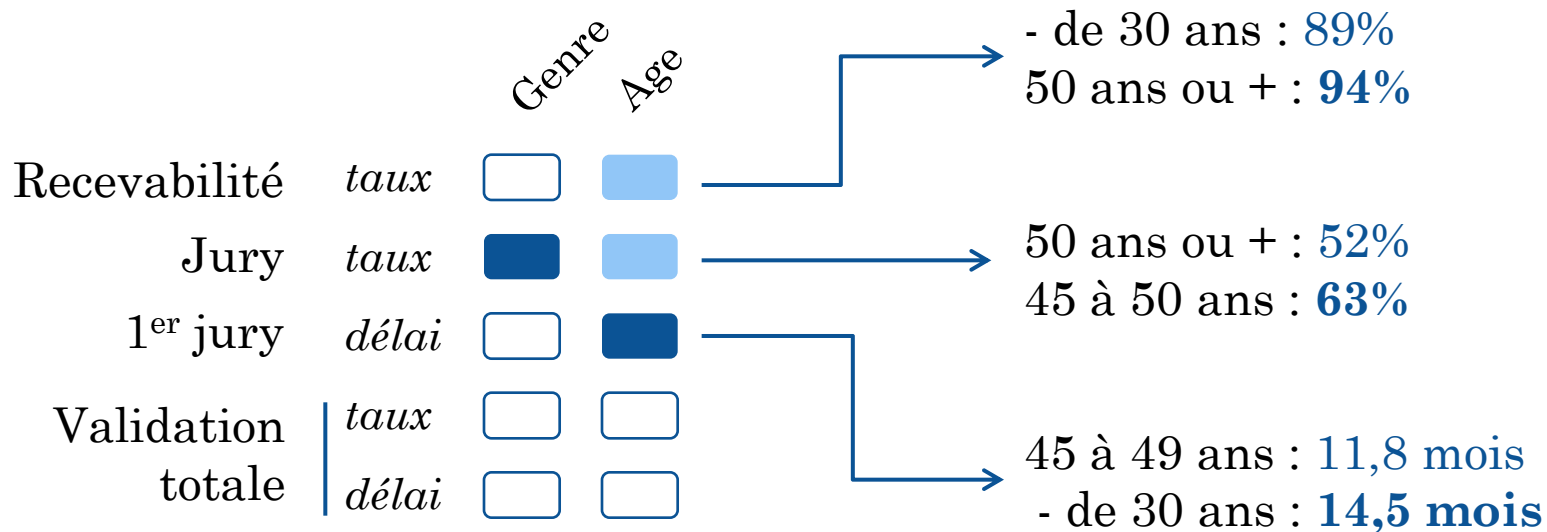 Genre Age
Recevabilité taux
Jury taux
1er jury délai
Validation totale
taux
délai
- de 30 ans : 89%
50 ans ou + : 94%
50 ans ou + : 52%
45 à 50 ans : 63%
45 à 49 ans : 11,8 mois
- de 30 ans : 14,5 mois